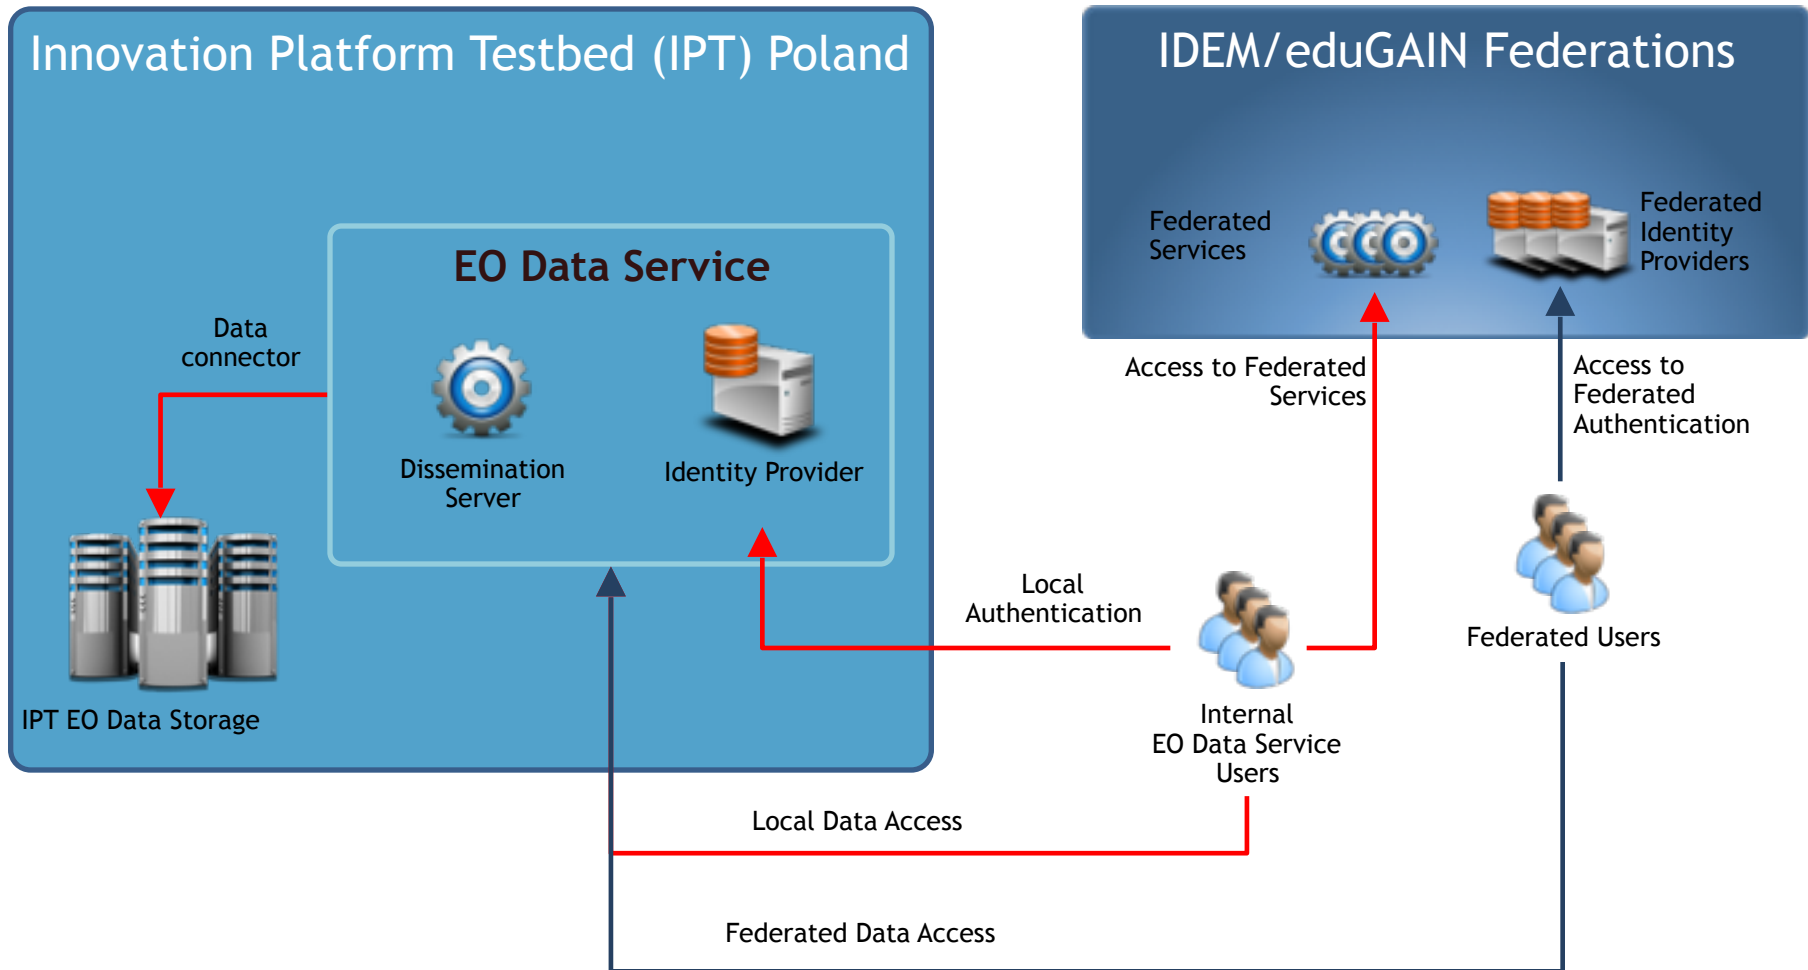 Innovation Platform Testbed (IPT) Poland
IDEM/eduGAIN Federations
Federated
Services
Federated
Identity
Providers
EO Data Service
Data
connector
Dissemination
Server
Identity Provider
IPT EO Data Storage
Access to Federated
Services
Access to
Federated
Authentication
Local
Authentication
Federated Users
Internal
EO Data Service
Users
Local Data Access
Federated Data Access